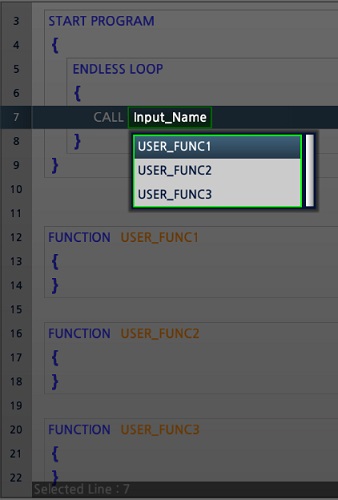 3 START PROGRAM
4 {
5 ENDLESS LOOP
6 {
7 CALL Input_Name
USER_FUNC1
8 }
USER_FUNC2
9 }
USER_FUNC3
10
11
12 FUNCTION USER_FUNC1
13 {
14 }
15
16 FUNCTION USER_FUNC2
17 {
18 }
19
20 FUNCTION USER_FUNC3
21 {
22 }
Selected Line : 7